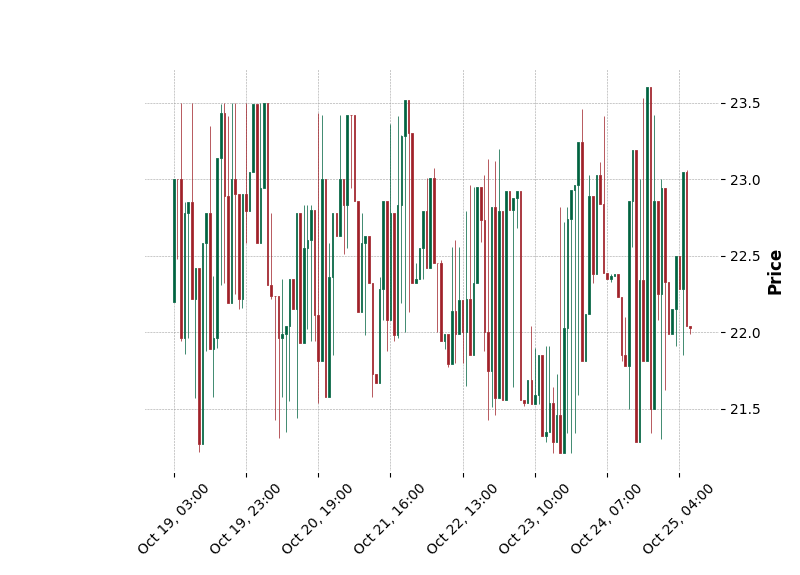 23.5
23.0
22.5
22.0
21.5
Price
Oct 19, 03:00
Oct 19, 23:00
Oct 20, 19:00
Oct 21, 16:00
Oct 22, 13:00
Oct 23, 10:00
Oct 24, 07:00
Oct 25, 04:00